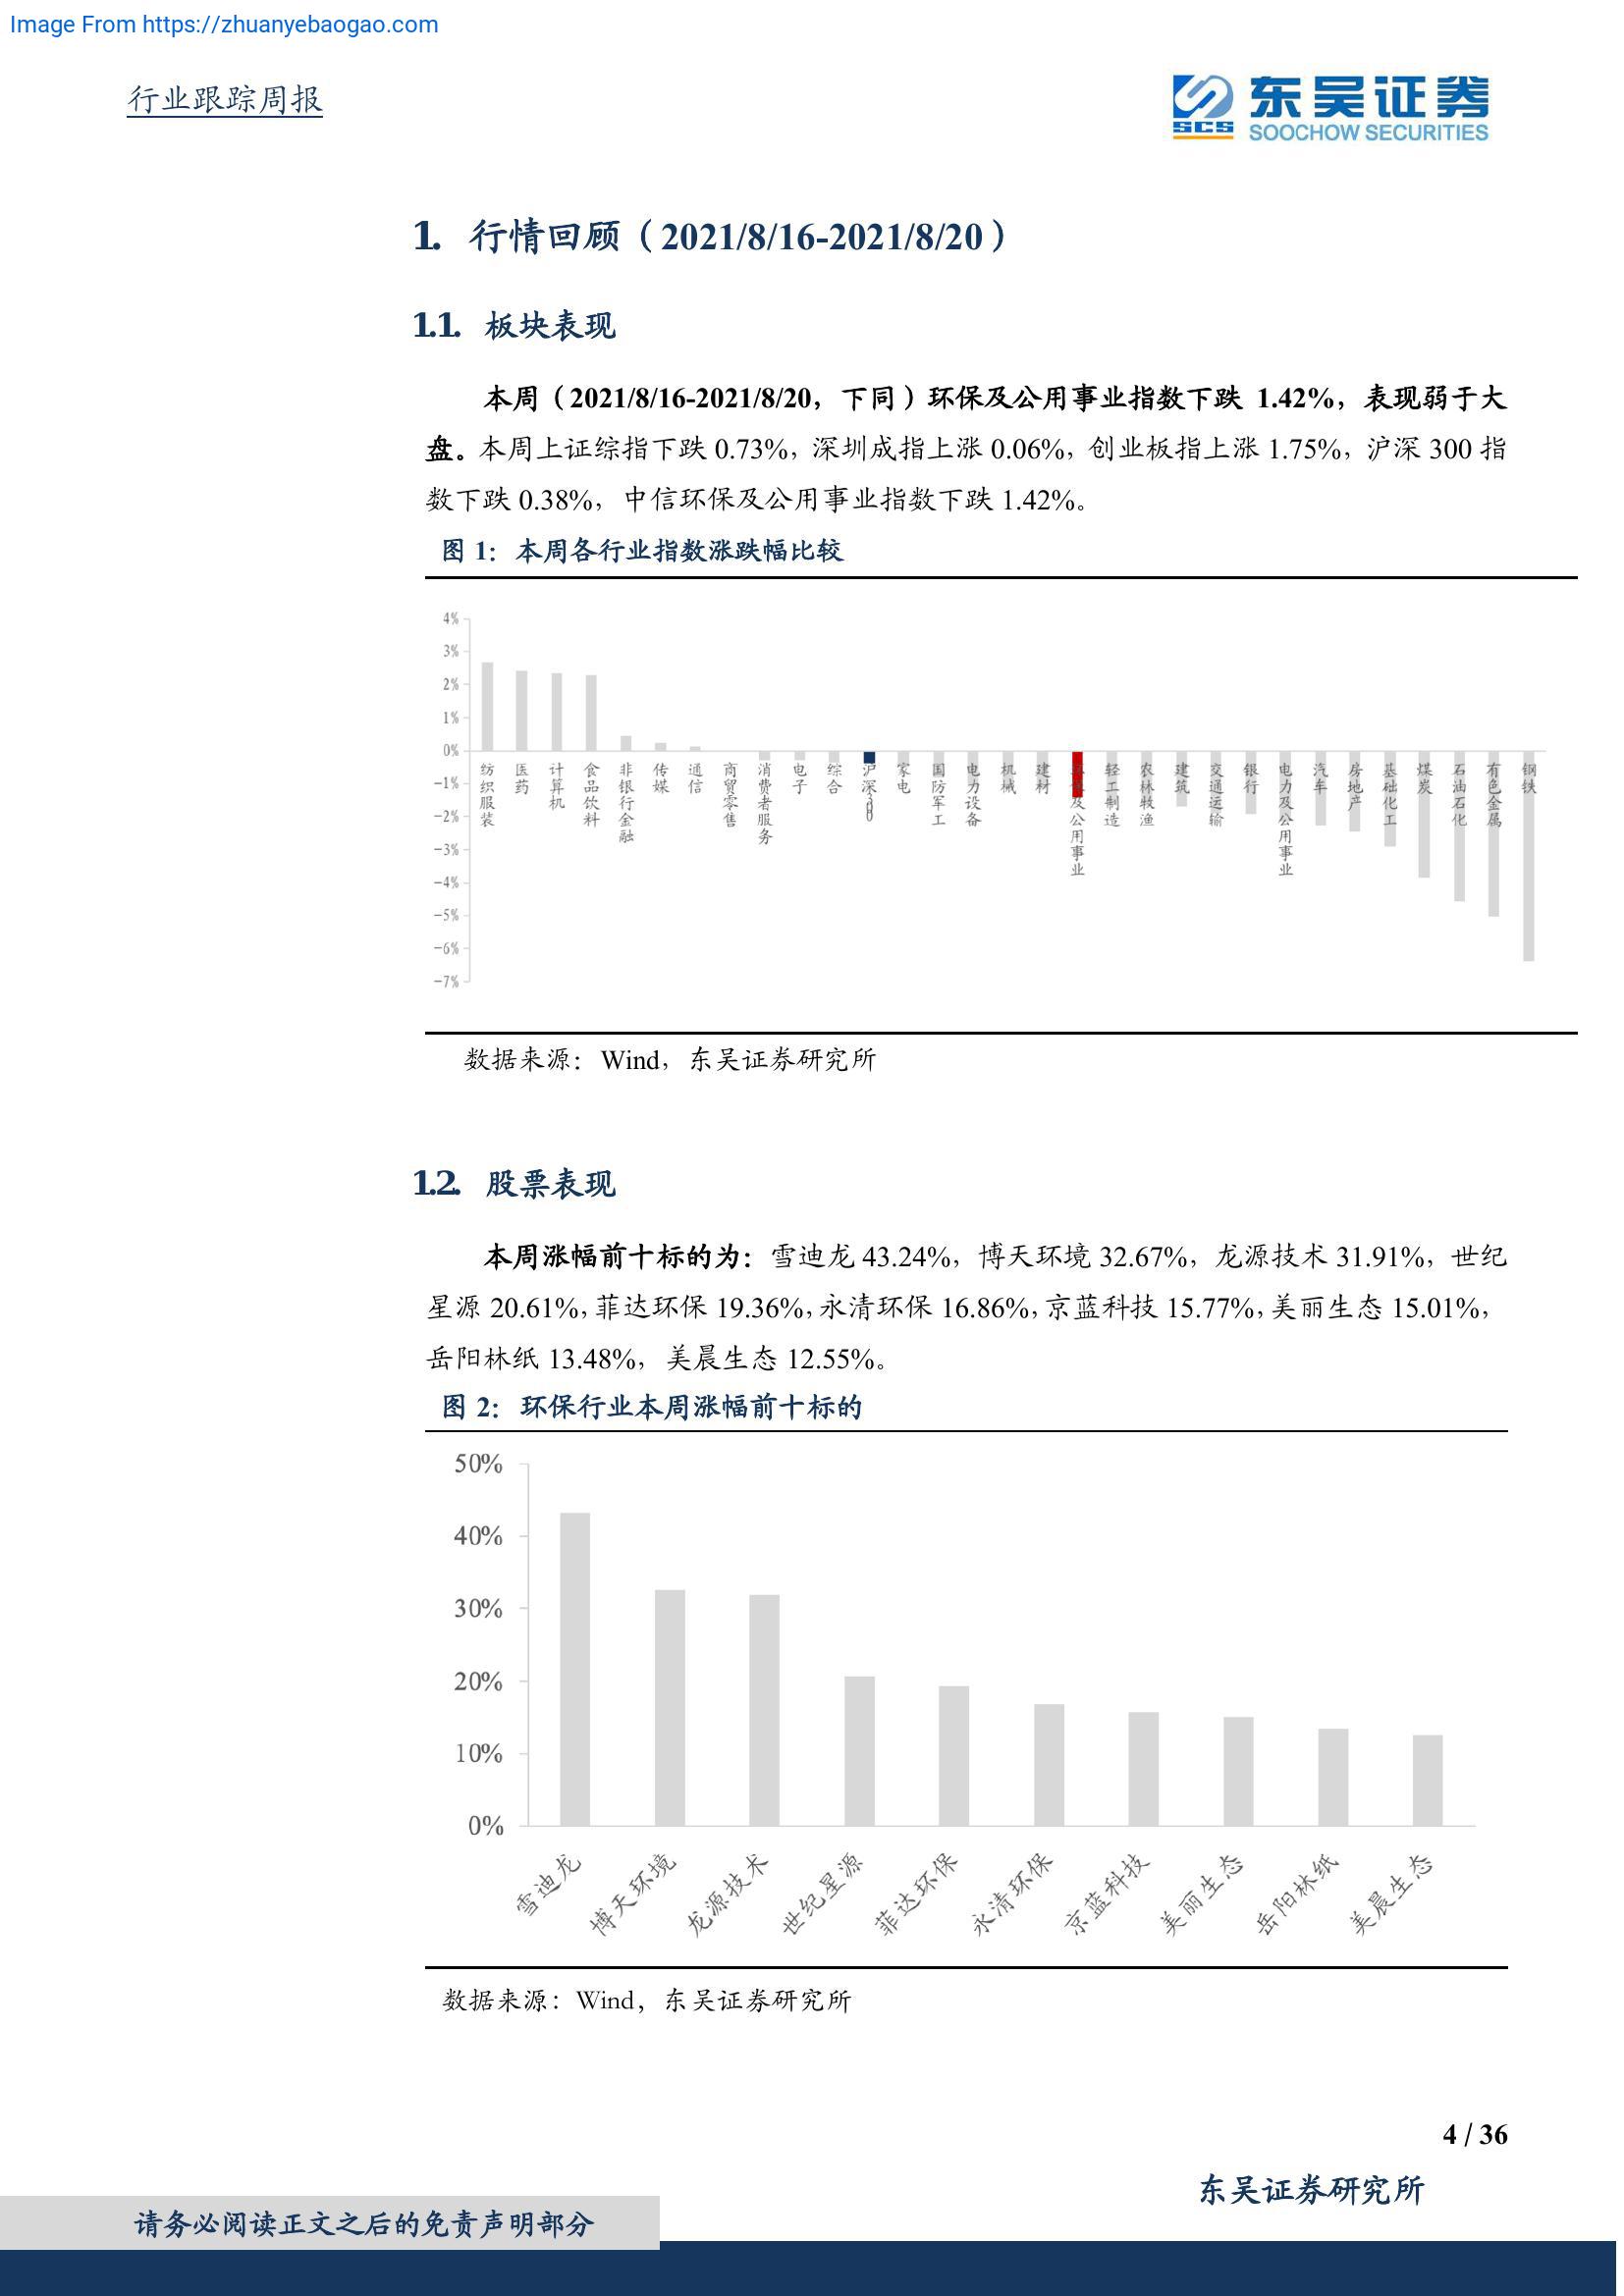 Image From https://zhuanyebaogao.com
行业跟踪周报
SCS
东吴证券
SOOCHOW SECURITIES
1. 行情回顾（2021/8/16-2021/8/20）
1.1. 板块表现
本周（2021/8/16-2021/8/20，下同）环保及公用事业指数下跌 1.42%，表现弱于大
盘。本周上证综指下跌 0.73%，深圳成指上涨 0.06%，创业板指上涨 1.75%，沪深 300 指
数下跌 0.38%，中信环保及公用事业指数下跌 1.42%。
图 1：本周各行业指数涨跌幅比较
4%
3%
2%
1%
0%
-1%
-2%
-3%
-4%
-5%
-6%
-7%
纺织服装
医药
计算机
食品饮料
非银行金融
传媒
通信
商贸零售
消费者服务
电子
综合
沪深300
家电
国防军工
电力设备
机械
建材
及公用事业
轻工制造
农林牧渔
建筑
交通运输
银行
电力及公用事业
汽车
房地产
基础化工
煤炭
石油石化
有色金属
钢铁
数据来源：Wind，东吴证券研究所
1.2. 股票表现
本周涨幅前十标的为：雪迪龙 43.24%，博天环境 32.67%，龙源技术 31.91%，世纪
星源 20.61%，菲达环保 19.36%，永清环保 16.86%，京蓝科技 15.77%，美丽生态 15.01%，
岳阳林纸 13.48%，美晨生态 12.55%。
图 2：环保行业本周涨幅前十标的
50%
40%
30%
20%
10%
0%
雪迪龙
博天环境
龙源技术
世纪星源
菲达环保
永清环保
京蓝科技
美丽生态
岳阳林纸
美晨生态
数据来源：Wind，东吴证券研究所
4 / 36
东吴证券研究所
请务必阅读正文之后的免责声明部分